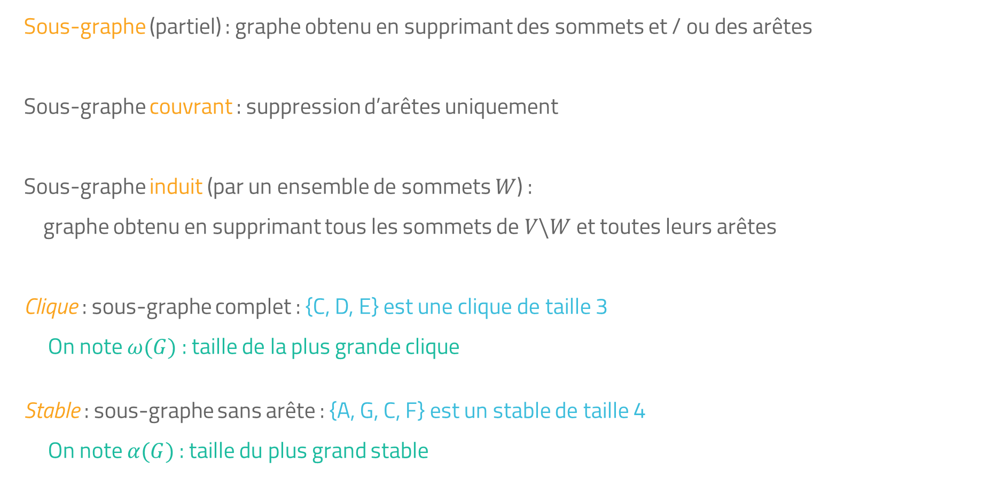 Sous-graphe (partiel) : graphe obtenu en supprimant des sommets et / ou des arêtes
Sous-graphe couvrant : suppression d’arêtes uniquement
Sous-graphe induit (par un ensemble de sommets W) :
graphe obtenu en supprimant tous les sommets de V\W et toutes leurs arêtes
Clique : sous-graphe complet : {C, D, E} est une clique de taille 3
On note ω(G) : taille de la plus grande clique
Stable : sous-graphe sans arête : {A, G, C, F} est un stable de taille 4
On note α(G) : taille du plus grand stable